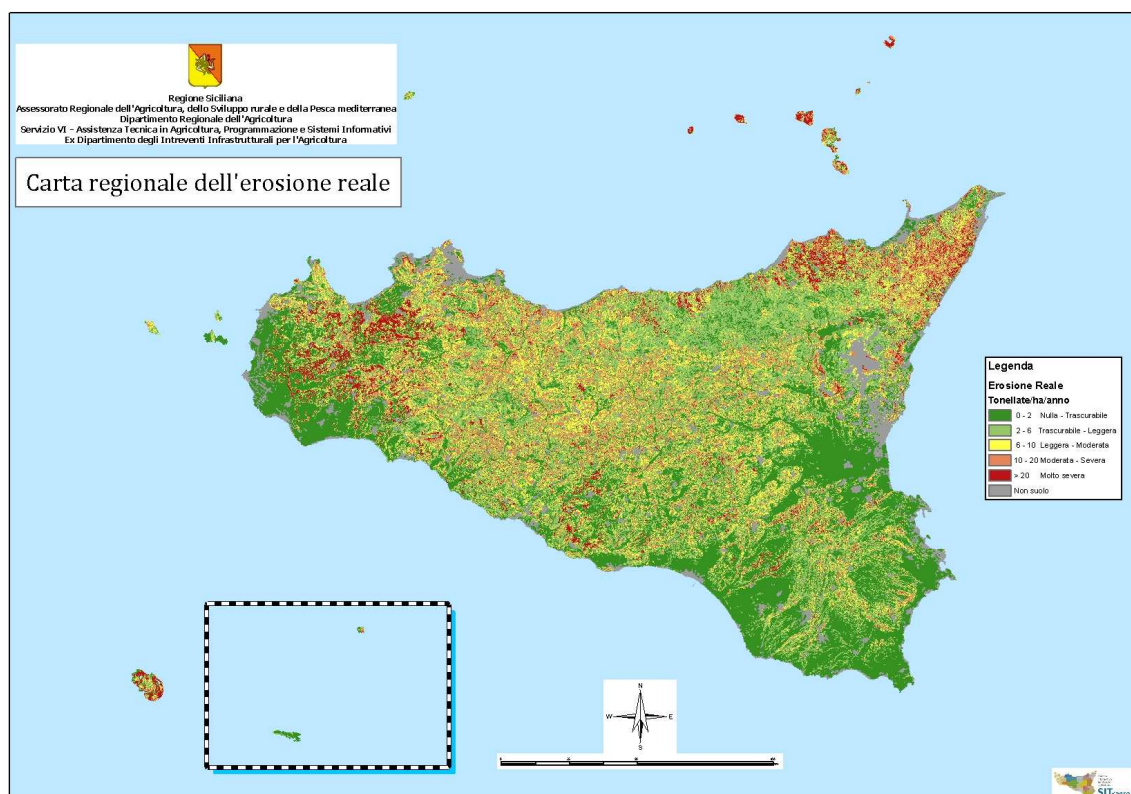 Regione Siciliana
Assessorato Regionale dell'Agricoltura, dello Sviluppo rurale e della Pesca mediterranea
Dipartimento Regionale dell'Agricoltura
Servizio VI - Assistenza Tecnica in Agricoltura, Programmazione e Sistemi Informativi
Ex Dipartimento degli Intreventi Infrastrutturali per l'Agricoltura
Carta regionale dell'erosione reale
Legenda
Erosione Reale
Tonellate/ha/anno
0 - 2 Nulla - Trascurabile
2 - 6 Trascurabile - Leggera
6 - 10 Leggera - Moderata
10 - 20 Moderata - Severa
> 20 Molto severa
Non suolo
N
W E
S
SIT